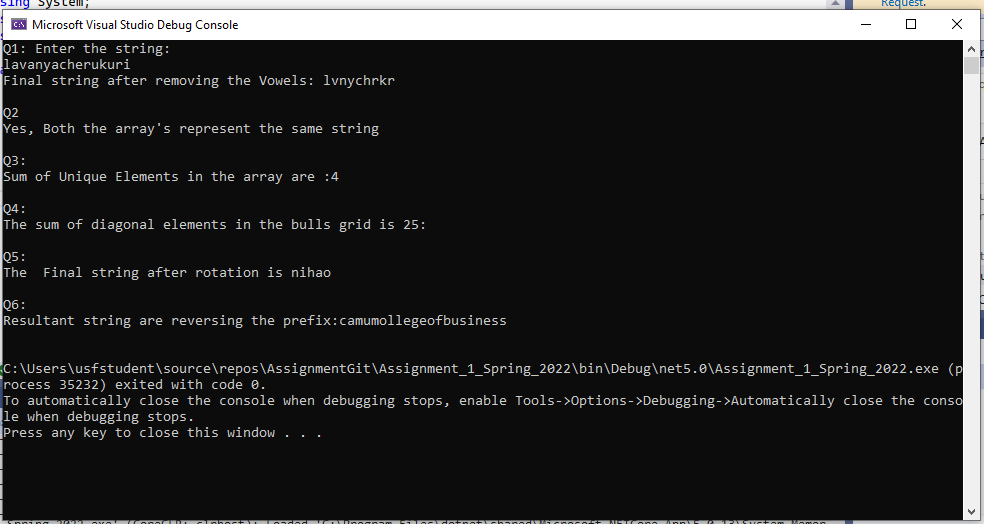 sing System;
Request.
Microsoft Visual Studio Debug Console
Q1: Enter the string:
lavanyacherukuri
Final string after removing the Vowels: lvnychrkr
Q2
Yes, Both the array's represent the same string
Q3:
Sum of Unique Elements in the array are :4
Q4:
The sum of diagonal elements in the bulls grid is 25:
Q5:
The  Final string after rotation is nihao
Q6:
Resultant string are reversing the prefix:camumollegeofbusiness
C:\Users\usfstudent\source\repos\AssignmentGit\Assignment_1_Spring_2022\bin\Debug\net5.0\Assignment_1_Spring_2022.exe (p
rocess 35232) exited with code 0.
To automatically close the console when debugging stops, enable Tools->Options->Debugging->Automatically close the conso
le when debugging stops.
Press any key to close this window . . .